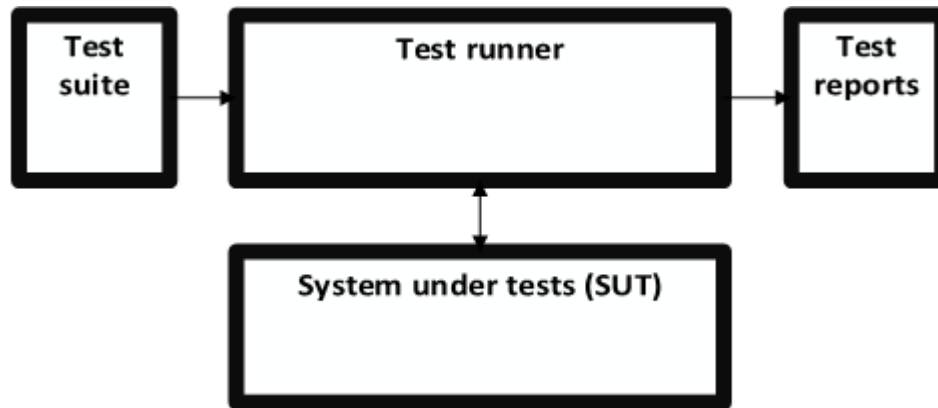 Test
suite
Test runner
Test
reports
System under tests (SUT)